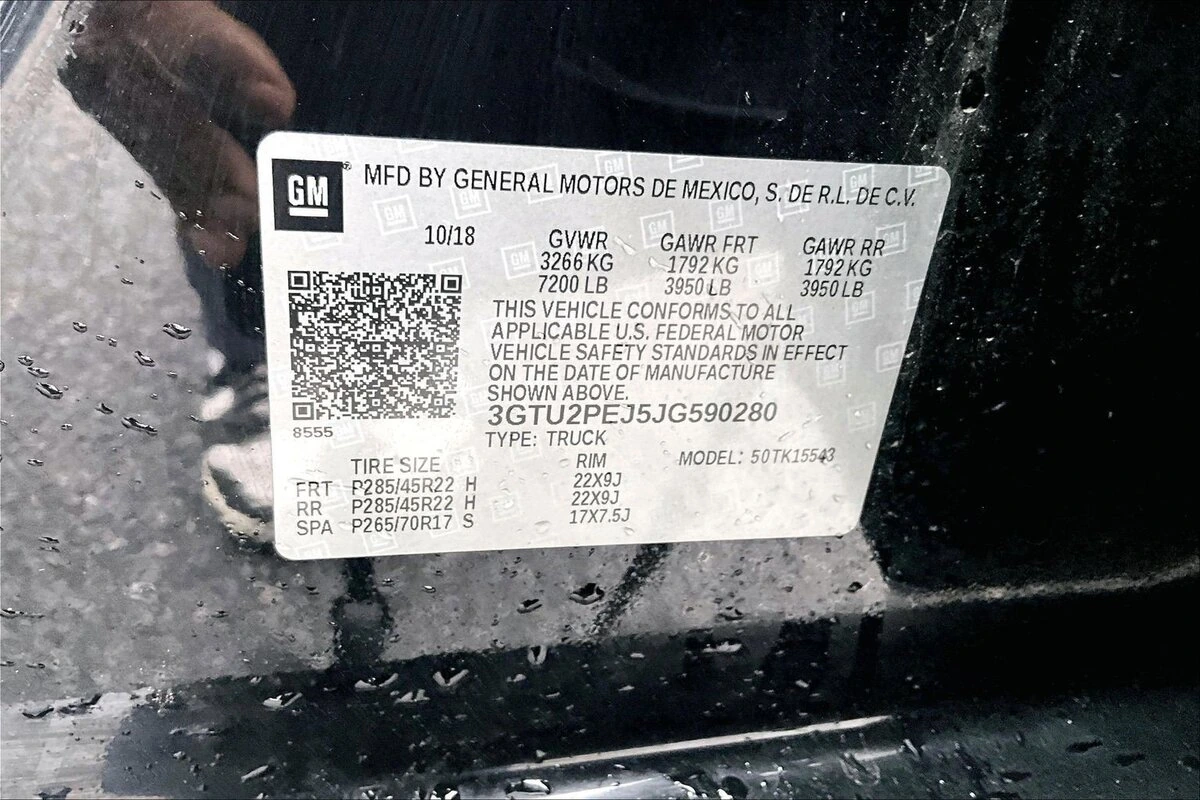 GM MFD BY GENERAL MOTORS DE MEXICO, S. DE R.L. DE C.V.
10/18 GVWR GAWR FRT GAWR RR
3266 KG 1792 KG 1792 KG
7200 LB 3950 LB 3950 LB
THIS VEHICLE CONFORMS TO ALL
APPLICABLE U.S. FEDERAL MOTOR
VEHICLE SAFETY STANDARDS IN EFFECT
ON THE DATE OF MANUFACTURE
SHOWN ABOVE.
3GTU2PEJ5JG590280
8555
TYPE: TRUCK
MODEL: 50TK15543
TIRE SIZE RIM
FRT P285/45R22 H 22X9J
RR P285/45R22 H 22X9J
SPA P265/70R17 S 17X7.5J